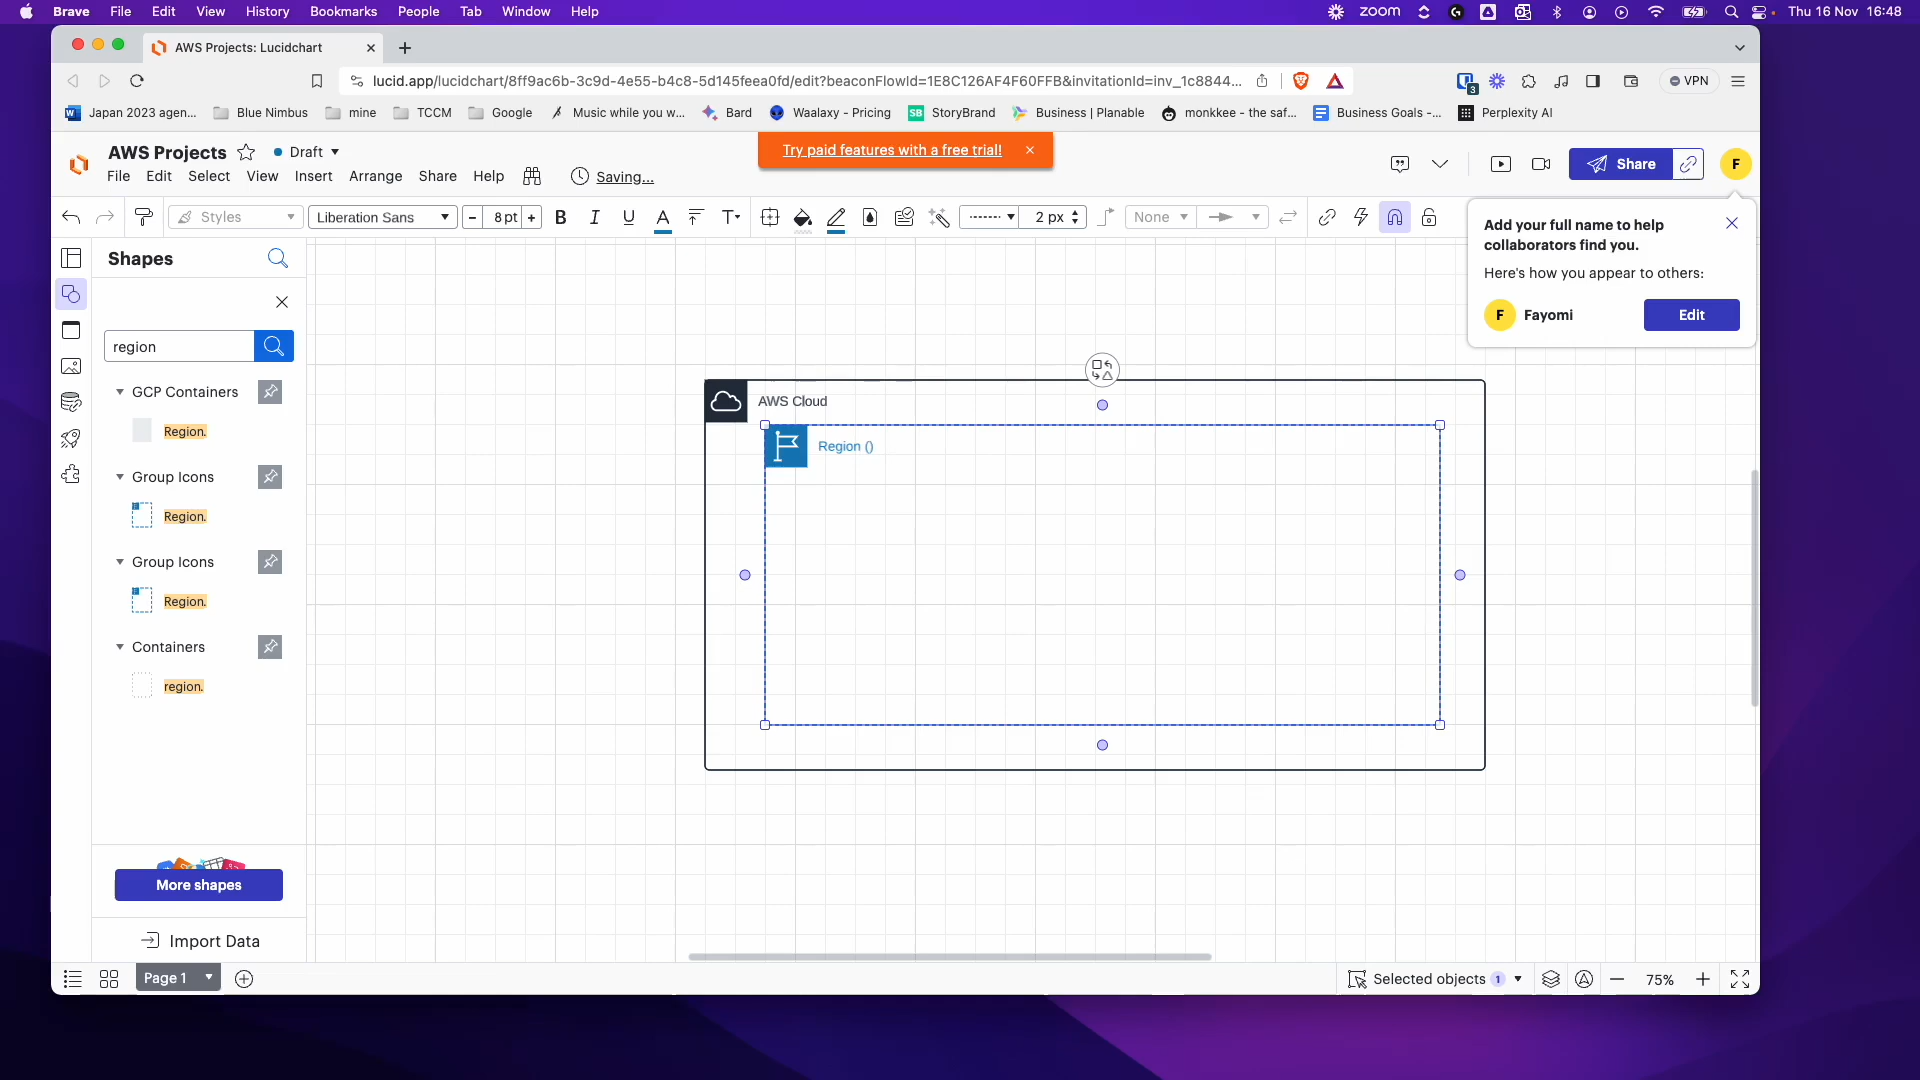 Brave File Edit View History Bookmarks People Tab Window Help
zoom Thu 16 Nov 16:48
AWS Projects: Lucidchart
lucid.app/lucidchart/8ff9ac6b-3c9d-4e55-b4c8-5d145feea0fd/edit?beaconFlowId=1E8C126AF4F60FFB&invitationId=inv_1c8844...
3
VPN
Japan 2023 agen... Blue Nimbus mine TCCM Google Music while you w... Bard Waalaxy - Pricing SB StoryBrand Business | Planable monkkee - the saf... Business Goals -... Perplexity AI
AWS Projects Draft
Try paid features with a free trial!
File Edit Select View Insert Arrange Share Help Saving...
Share
F
Styles Liberation Sans 8 pt B I U A T 2 px None
Add your full name to help
collaborators find you.
Here's how you appear to others:
F Fayomi Edit
Shapes
region
GCP Containers
Region.
Group Icons
Region.
Group Icons
Region.
Containers
region.
More shapes
Import Data
AWS Cloud
Region ()
Page 1
Selected objects 1 75%